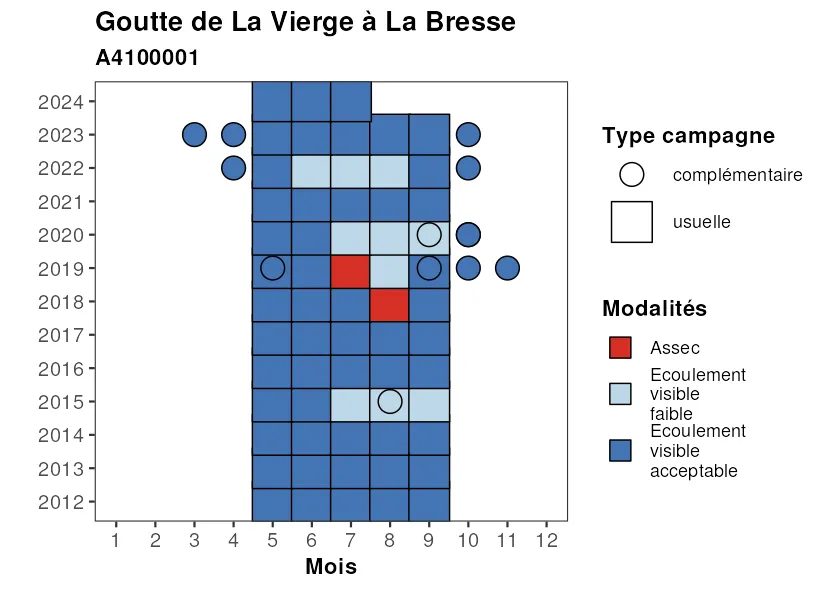 Goutte de La Vierge à La Bresse
A4100001
2024
2023
2022
2021
2020
2019
2018
2017
2016
2015
2014
2013
2012
1 2 3 4 5 6 7 8 9 10 11 12
Mois
Type campagne
complémentaire
usuelle
Modalités
Assec
Ecoulement
visible
faible
Ecoulement
visible
acceptable